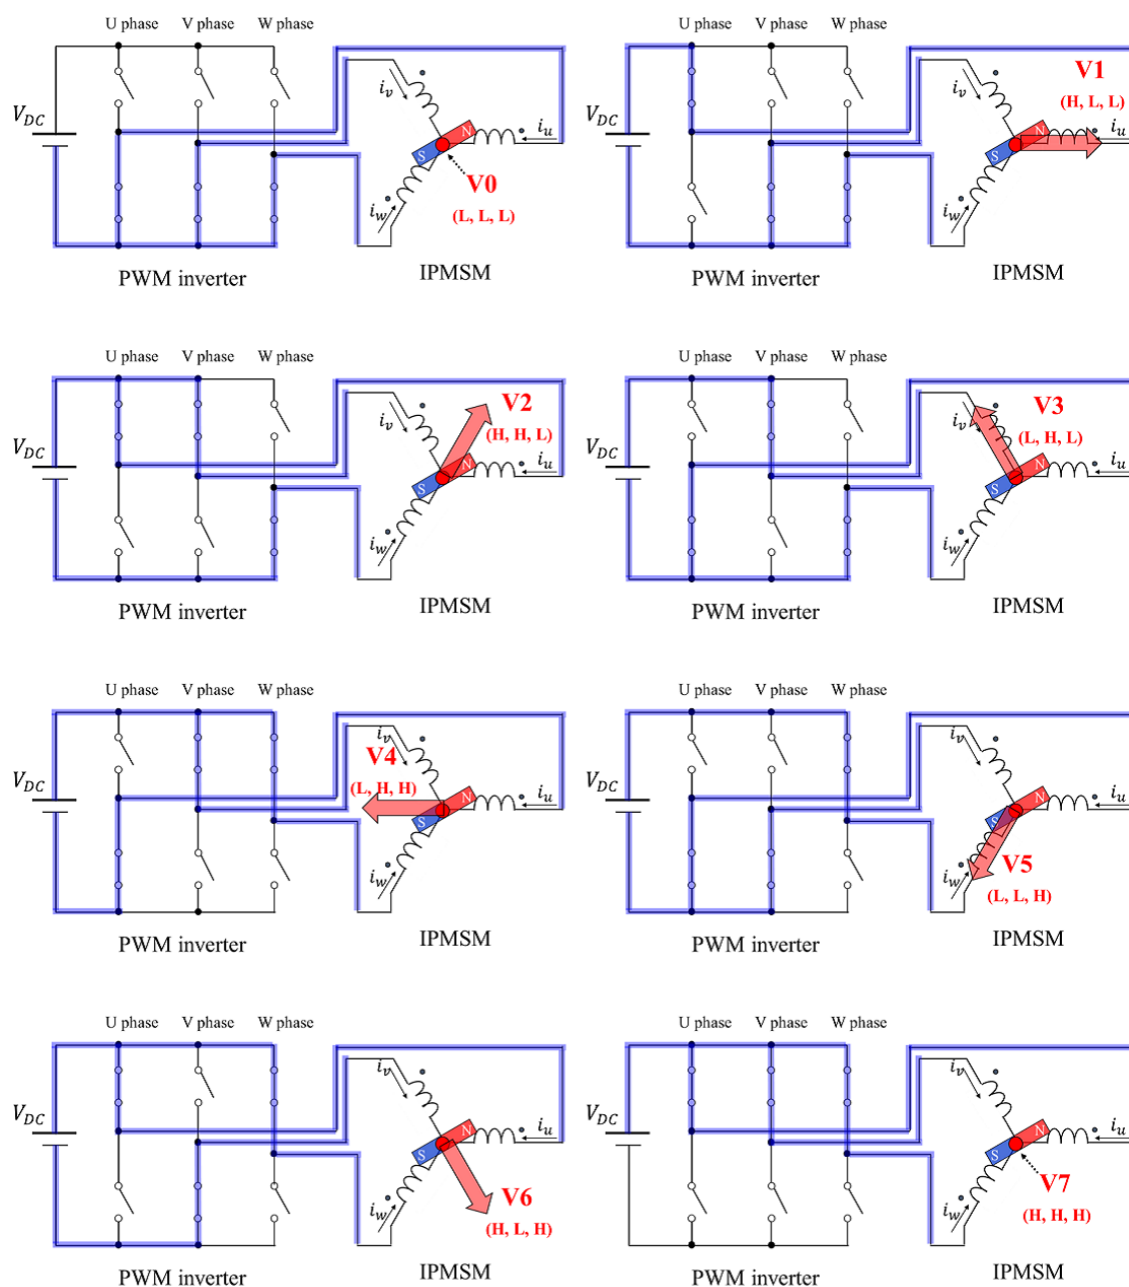 U phase V phase W phase
V_DC
i_v
i_u
i_w
S N
V0
(L, L, L)
PWM inverter
IPMSM
U phase V phase W phase
V_DC
i_v
V1
(H, L, L)
i_u
i_w
S N
PWM inverter
IPMSM
U phase V phase W phase
V_DC
i_v
V2
(H, H, L)
i_u
i_w
S N
PWM inverter
IPMSM
U phase V phase W phase
V_DC
i_v
V3
(L, H, L)
i_u
i_w
S N
PWM inverter
IPMSM
U phase V phase W phase
V_DC
i_v
V4
(L, H, H)
i_u
i_w
S N
PWM inverter
IPMSM
U phase V phase W phase
V_DC
i_v
i_u
i_w
S N
V5
(L, L, H)
PWM inverter
IPMSM
U phase V phase W phase
V_DC
i_v
i_u
i_w
S N
V6
(H, L, H)
PWM inverter
IPMSM
U phase V phase W phase
V_DC
i_v
i_u
i_w
S N
V7
(H, H, H)
PWM inverter
IPMSM